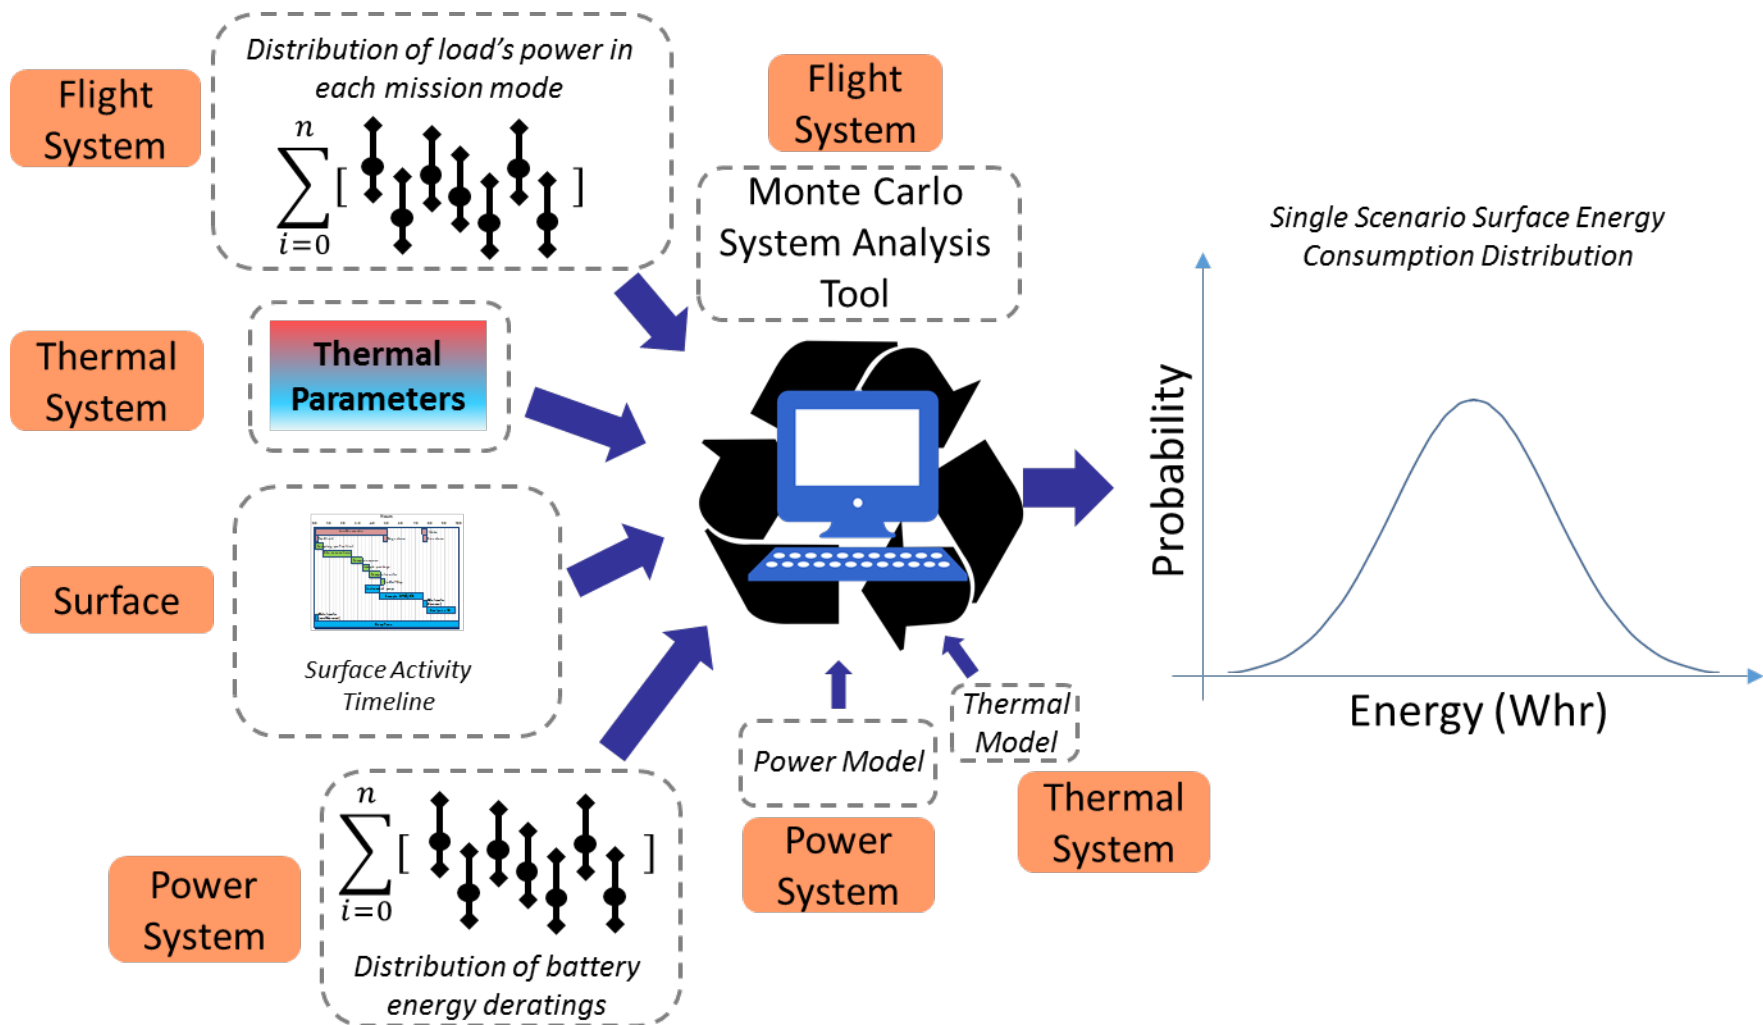 Flight
System
Distribution of load's power in
each mission mode
n
∑ [ ]
i=0
Thermal
System
Thermal
Parameters
Surface
Surface Activity
Timeline
Power
System
n
∑ [ ]
i=0
Distribution of battery
energy deratings
Flight
System
Monte Carlo
System Analysis
Tool
Power Model
Power
System
Thermal
Model
Thermal
System
Single Scenario Surface Energy
Consumption Distribution
Probability
Energy (Whr)